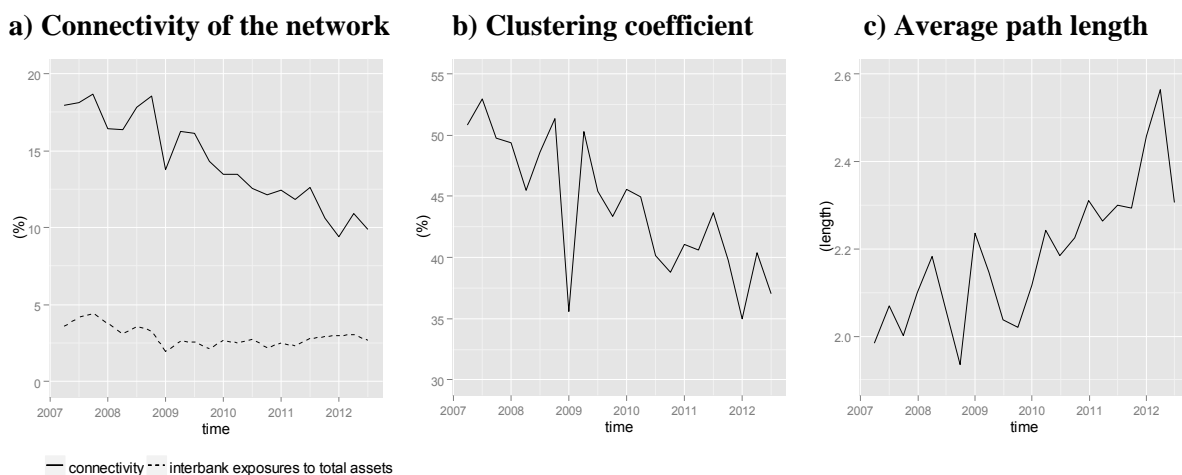 a) Connectivity of the network
20
15
10
5
0
(%)
2007 2008 2009 2010 2011 2012
time
connectivity interbank exposures to total assets
b) Clustering coefficient
55
50
45
40
35
30
(%)
2007 2008 2009 2010 2011 2012
time
c) Average path length
2.6
2.4
2.2
2.0
(length)
2007 2008 2009 2010 2011 2012
time